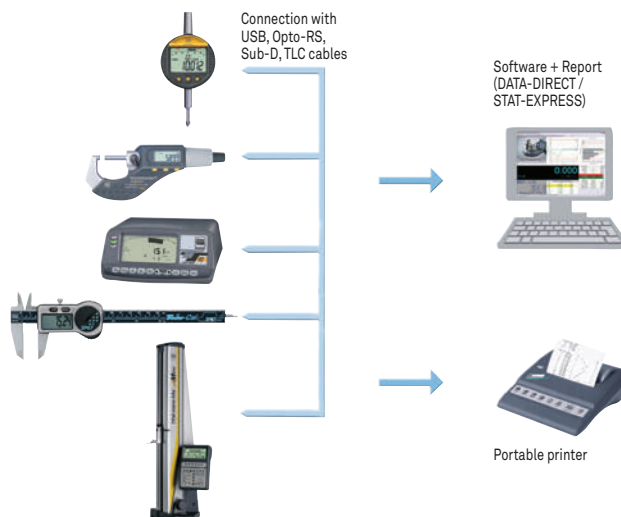 Connection with
USB, Opto-RS,
Sub-D, TLC cables
Software + Report
(DATA-DIRECT /
STAT-EXPRESS)
0.000
Portable printer